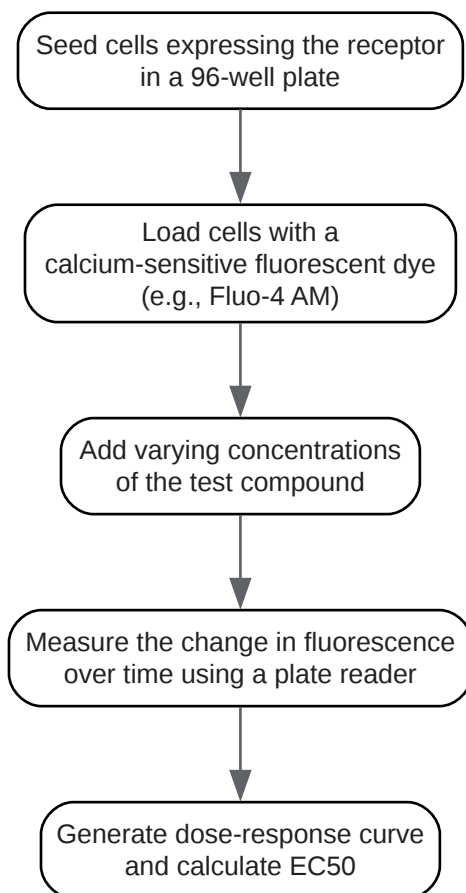 Seed cells expressing the receptor
in a 96-well plate
Load cells with a
calcium-sensitive fluorescent dye
(e.g., Fluo-4 AM)
Add varying concentrations
of the test compound
Measure the change in fluorescence
over time using a plate reader
Generate dose-response curve
and calculate EC50